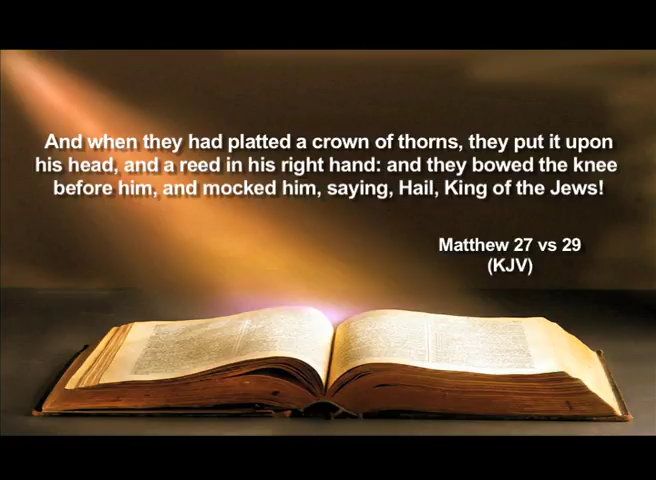 And when they had platted a crown of thorns, they put it upon
his head, and a reed in his right hand: and they bowed the knee
before him, and mocked him, saying, Hail, King of the Jews!
Matthew 27 vs 29
(KJV)